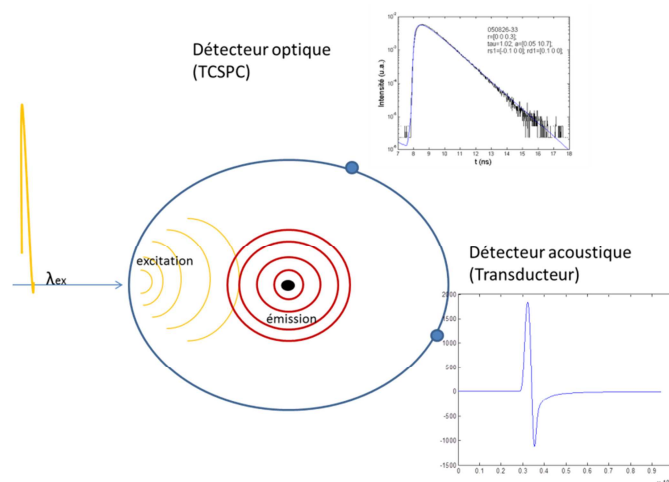 Détecteur optique
(TCSPC)
050826-33
r=[0 0 0.3];
tau=1.02, a=[0.05 10.7];
rs1=[-0.1 0 0], rd1=[0.1 0 0];
Intensité (u.a.)
7 8 9 10 11 12 13 14 15 16 17 18
t (ns)
excitation
λex
émission
Détecteur acoustique
(Transducteur)
2000
1500
1000
500
0
-500
-1000
-1500
0 0.1 0.2 0.3 0.4 0.5 0.6 0.7 0.8 0.9